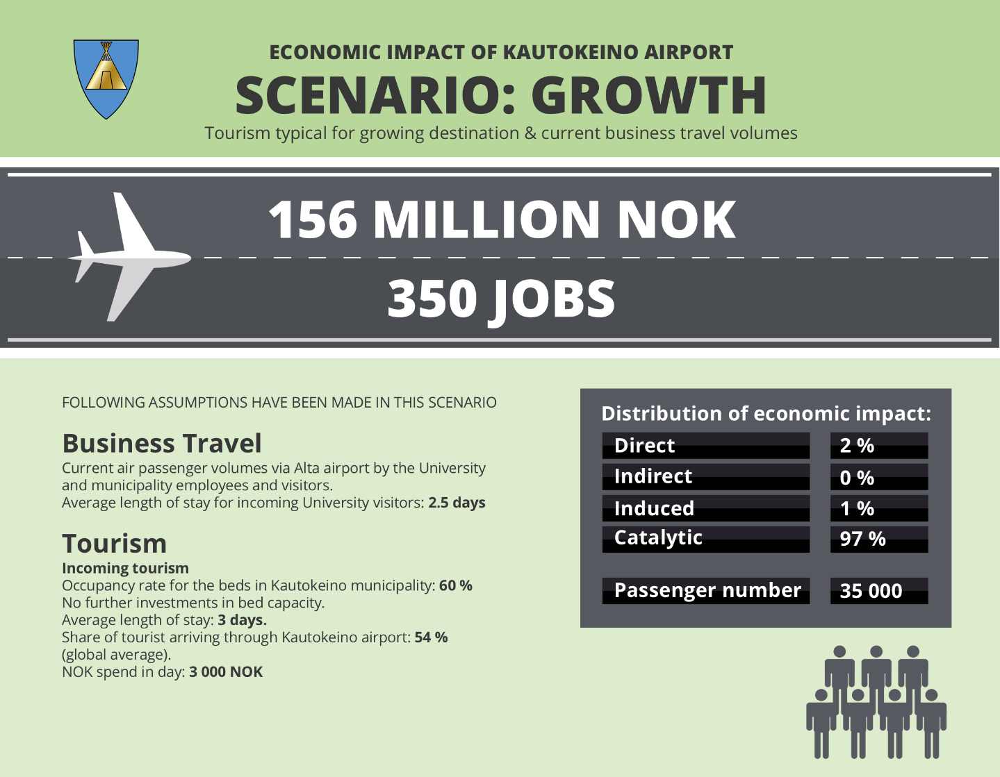 ECONOMIC IMPACT OF KAUTOKEINO AIRPORT
SCENARIO: GROWTH
Tourism typical for growing destination & current business travel volumes
156 MILLION NOK
350 JOBS
FOLLOWING ASSUMPTIONS HAVE BEEN MADE IN THIS SCENARIO
Business Travel
Current air passenger volumes via Alta airport by the University
and municipality employees and visitors.
Average length of stay for incoming University visitors: 2.5 days
Tourism
Incoming tourism
Occupancy rate for the beds in Kautokeino municipality: 60 %
No further investments in bed capacity.
Average length of stay: 3 days.
Share of tourist arriving through Kautokeino airport: 54 %
(global average).
NOK spend in day: 3 000 NOK
Distribution of economic impact:
Direct 2 %
Indirect 0 %
Induced 1 %
Catalytic 97 %
Passenger number 35 000